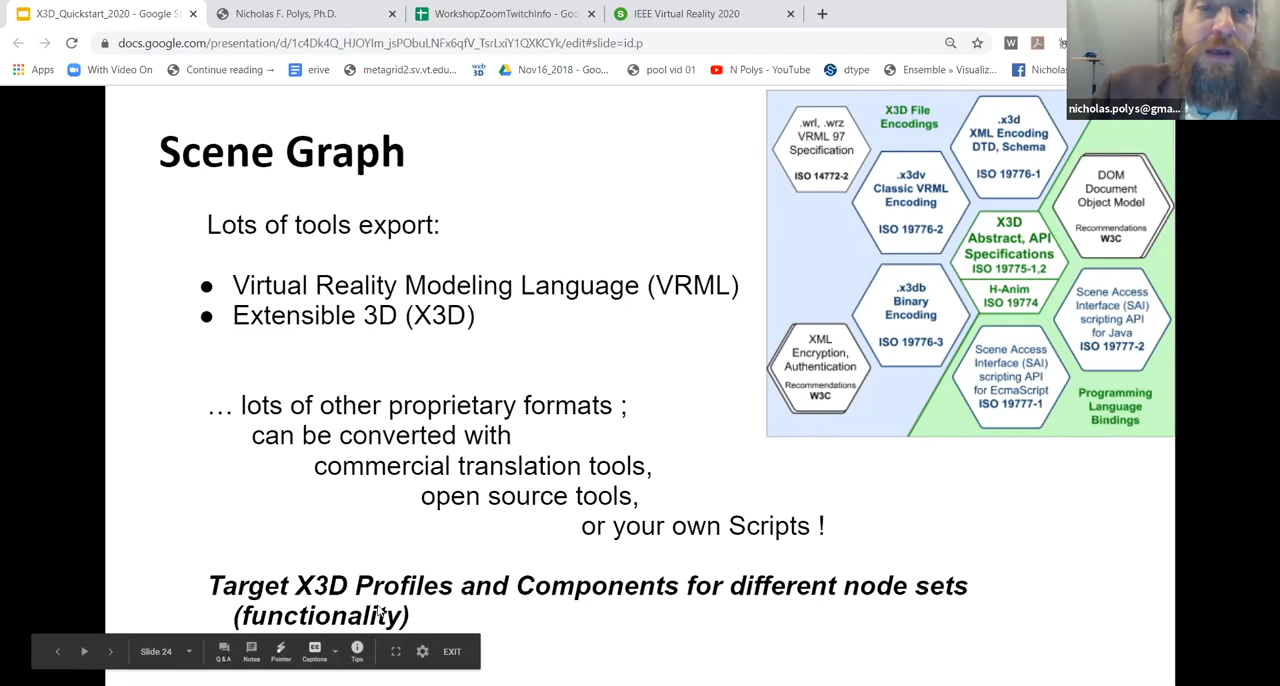 X3D_Quickstart_2020 - Google S
Nicholas F. Polys, Ph.D.
WorkshopZoomTwitchInfo - Goo
IEEE Virtual Reality 2020
docs.google.com/presentation/d/1c4Dk4Q_HJOYIm_jsPObuLNFx6qfV_TsrLxiY1QXKCYk/edit#slide=id.p
Apps
With Video On
Continue reading →
erive
metagrid2.sv.vt.edu...
Nov16_2018 - Goo...
pool vid 01
N Polys - YouTube
dtype
Ensemble » Visualiz...
Nichola
nicholas.polys@gma...
Scene Graph
Lots of tools export:
● Virtual Reality Modeling Language (VRML)
● Extensible 3D (X3D)
… lots of other proprietary formats ;
can be converted with
commercial translation tools,
open source tools,
or your own Scripts !
Target X3D Profiles and Components for different node sets
(functionality)
.wrl, .wrz
VRML 97
Specification
ISO 14772-2
X3D File
Encodings
.x3d
XML Encoding
DTD, Schema
ISO 19776-1
.x3dv
Classic VRML
Encoding
ISO 19776-2
DOM
Document
Object Model
Recommendations
W3C
X3D
Abstract, API
Specifications
ISO 19775-1,2
H-Anim
ISO 19774
.x3db
Binary
Encoding
ISO 19776-3
Scene Access
Interface (SAI)
scripting API
for Java
ISO 19777-2
XML
Encryption,
Authentication
Recommendations
W3C
Scene Access
Interface (SAI)
scripting API
for EcmaScript
ISO 19777-1
Programming
Language
Bindings
Slide 24
Q & A
Notes
Pointer
CC
Captions
Tips
EXIT